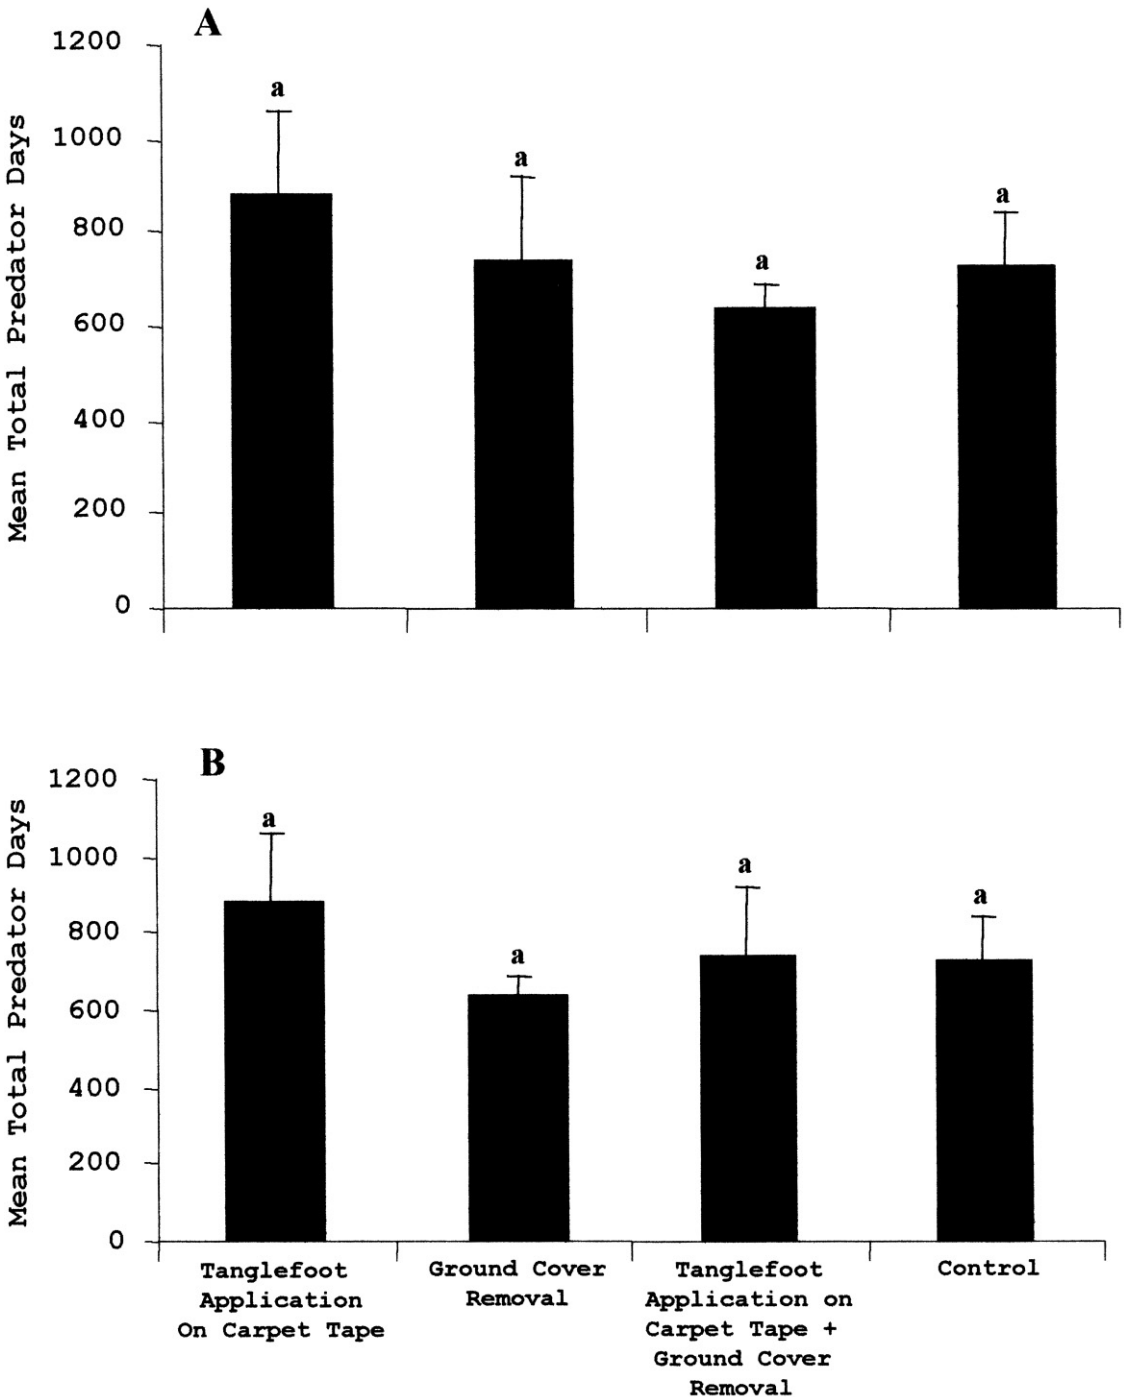 A
1200
1000
800
600
400
200
0
Mean Total Predator Days
a
a
a
a
B
1200
1000
800
600
400
200
0
Mean Total Predator Days
a
a
a
a
Tanglefoot
Application
On Carpet Tape
Ground Cover
Removal
Tanglefoot
Application on
Carpet Tape +
Ground Cover
Removal
Control